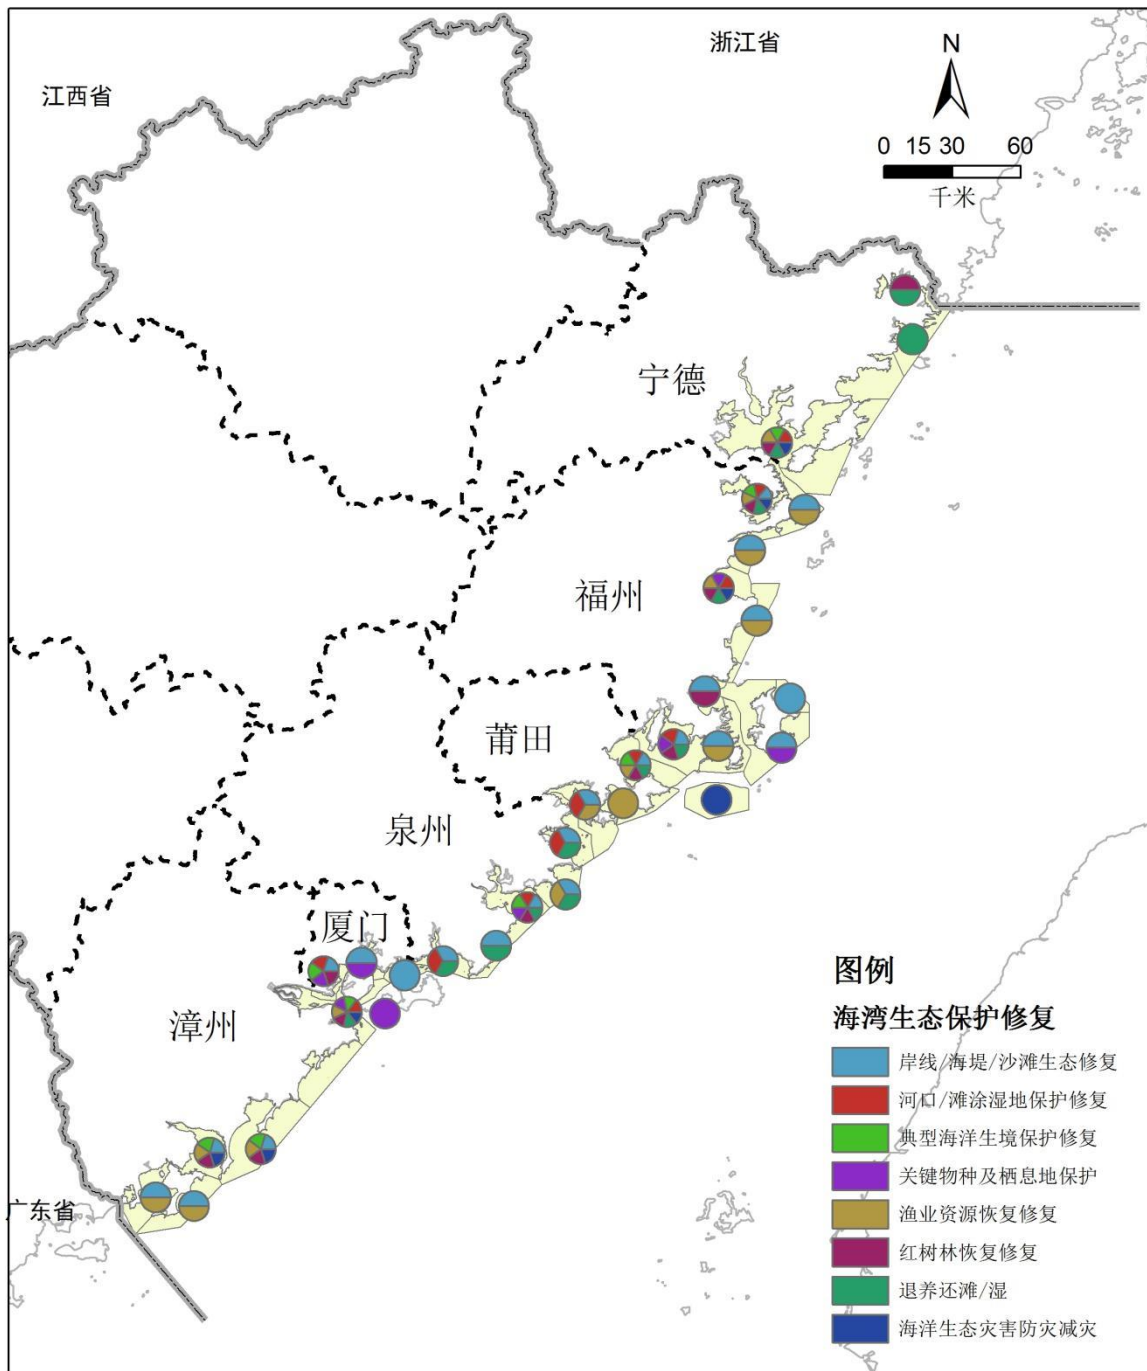 浙江省
江西省
N
0 15 30 60
千米
宁德
福州
莆田
泉州
厦门
漳州
广东省
图例
海湾生态保护修复
岸线/海堤/沙滩生态修复
河口/滩涂湿地保护修复
典型海洋生境保护修复
关键物种及栖息地保护
渔业资源恢复修复
红树林恢复修复
退养还滩/湿
海洋生态灾害防灾减灾